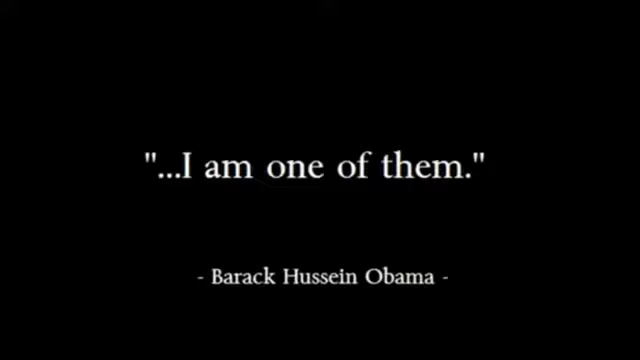 "...I am one of them."
- Barack Hussein Obama -